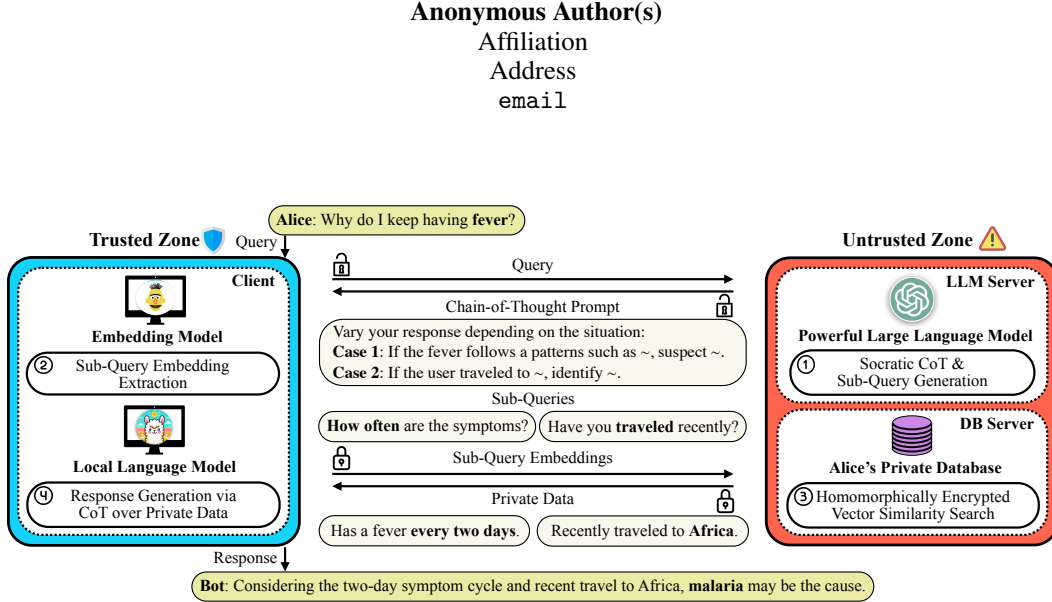 Anonymous Author(s)
Affiliation
Address
email
Alice: Why do I keep having fever?
Trusted Zone
Query
Untrusted Zone
Client
Embedding Model
② Sub-Query Embedding
Extraction
Local Language Model
④ Response Generation via
CoT over Private Data
Query
Chain-of-Thought Prompt
Vary your response depending on the situation:
Case 1: If the fever follows a patterns such as ~, suspect ~.
Case 2: If the user traveled to ~, identify ~.
Sub-Queries
How often are the symptoms?
Have you traveled recently?
Sub-Query Embeddings
Private Data
Has a fever every two days.
Recently traveled to Africa.
LLM Server
Powerful Large Language Model
① Socratic CoT &
Sub-Query Generation
DB Server
Alice's Private Database
③ Homomorphically Encrypted
Vector Similarity Search
Response
Bot: Considering the two-day symptom cycle and recent travel to Africa, malaria may be the cause.